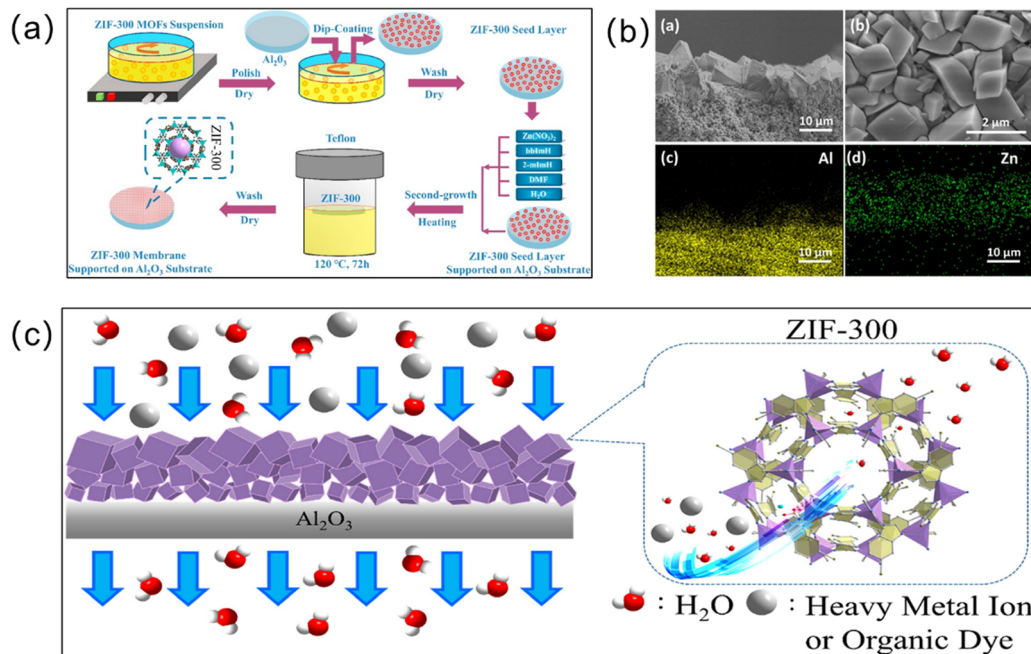 (a)
ZIF-300 MOFs Suspension
Al₂O₃
Dip-Coating
ZIF-300 Seed Layer
Polish
Dry
Wash
Dry
ZIF-300
Teflon
ZIF-300
120 °C, 72h
Zn(NO₃)₂
bbImH
2-mImH
DMF
H₂O
Second-growth
Heating
Wash
Dry
ZIF-300 Membrane
Supported on Al₂O₃ Substrate
ZIF-300 Seed Layer
Supported on Al₂O₃ Substrate
(b)
(a)
10 μm
(b)
2 μm
(c)
Al
10 μm
(d)
Zn
10 μm
(c)
ZIF-300
Al₂O₃
: H₂O
: Heavy Metal Ion
or Organic Dye